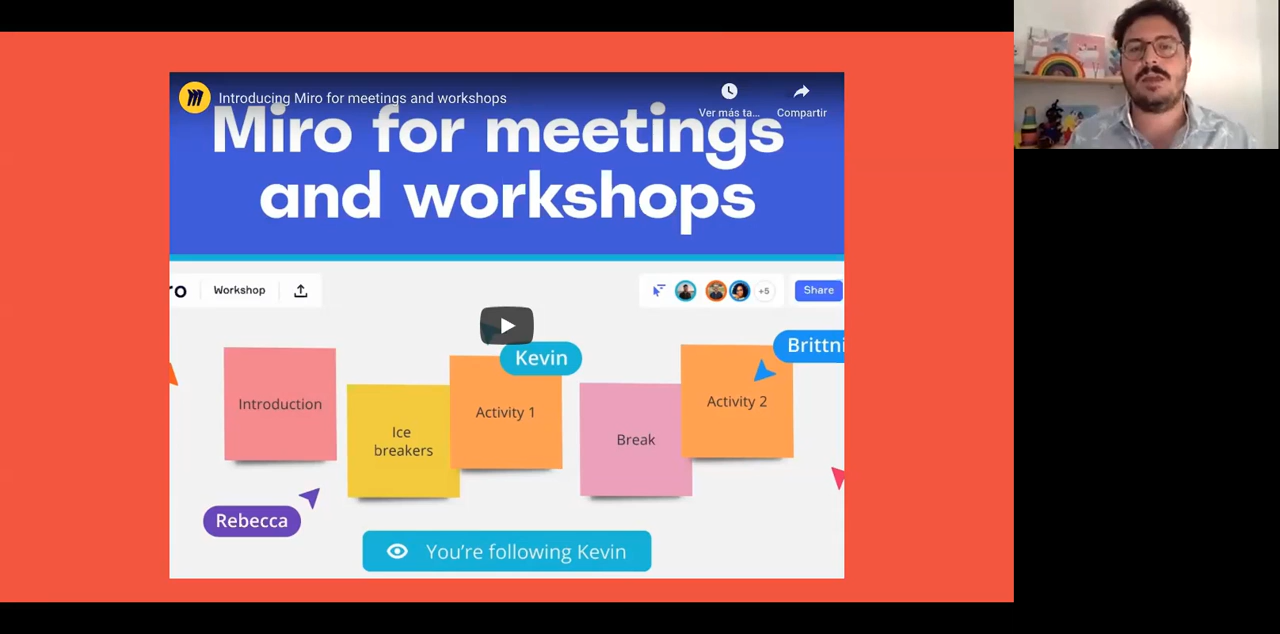 Introducing Miro for meetings and workshops
Ver más ta...
Compartir
Miro for meetings
and workshops
ro
Workshop
+5
Share
Kevin
Brittni
Introduction
Ice
breakers
Activity 1
Break
Activity 2
Rebecca
You're following Kevin